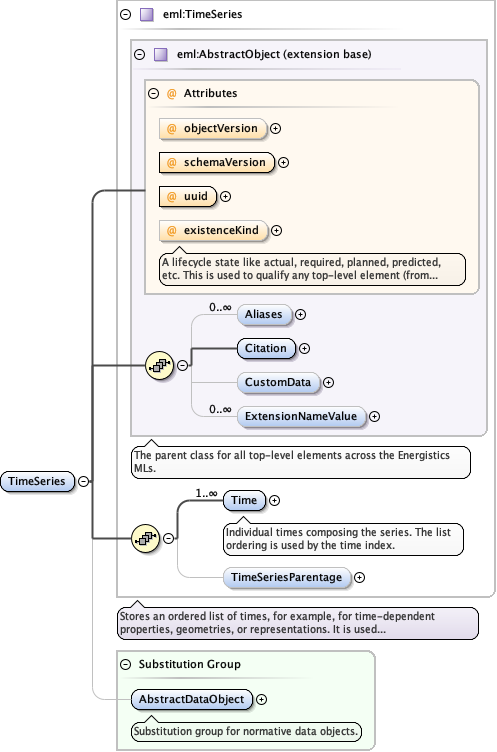 eml:TimeSeries
eml:AbstractObject (extension base)
@ Attributes
@ objectVersion
@ schemaVersion
@ uuid
@ existenceKind
A lifecycle state like actual, required, planned, predicted,
etc. This is used to qualify any top-level element (from...
0..∞
Aliases
Citation
CustomData
0..∞
ExtensionNameValue
The parent class for all top-level elements across the Energistics
MLs.
TimeSeries
1..∞
Time
Individual times composing the series. The list
ordering is used by the time index.
TimeSeriesParentage
Stores an ordered list of times, for example, for time-dependent
properties, geometries, or representations. It is used...
Substitution Group
AbstractDataObject
Substitution group for normative data objects.